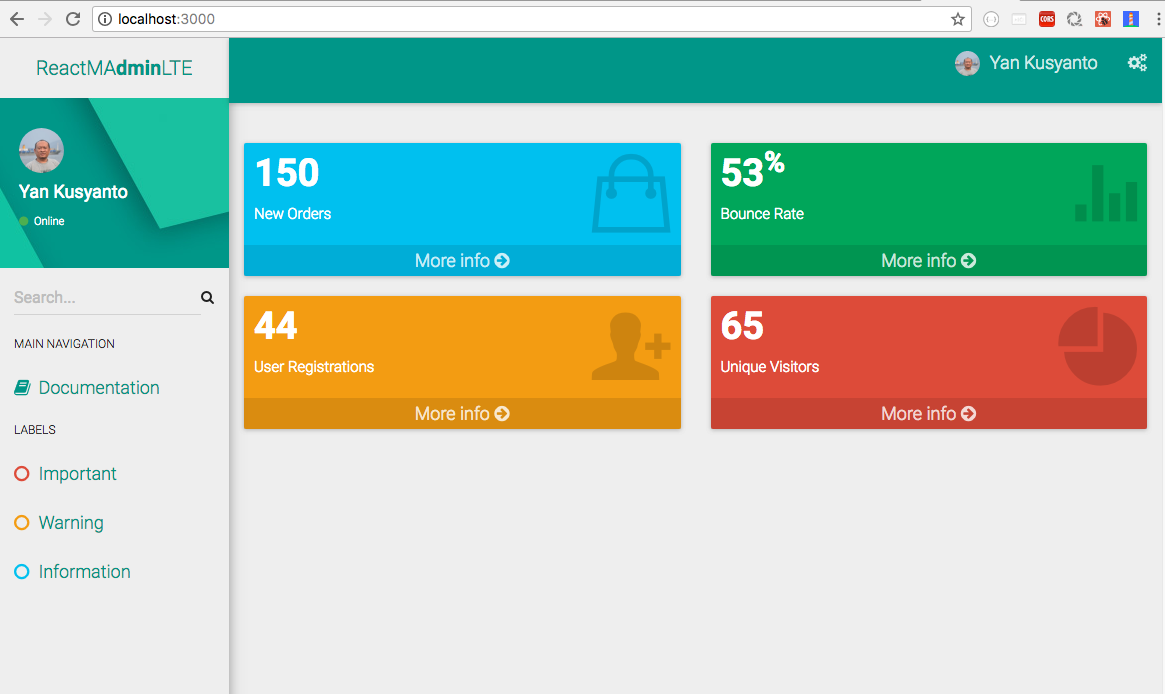 localhost:3000
CORS
ReactMAdminLTE
Yan Kusyanto
Yan Kusyanto
Online
Search...
MAIN NAVIGATION
Documentation
LABELS
Important
Warning
Information
150
New Orders
More info
53%
Bounce Rate
More info
44
User Registrations
More info
65
Unique Visitors
More info